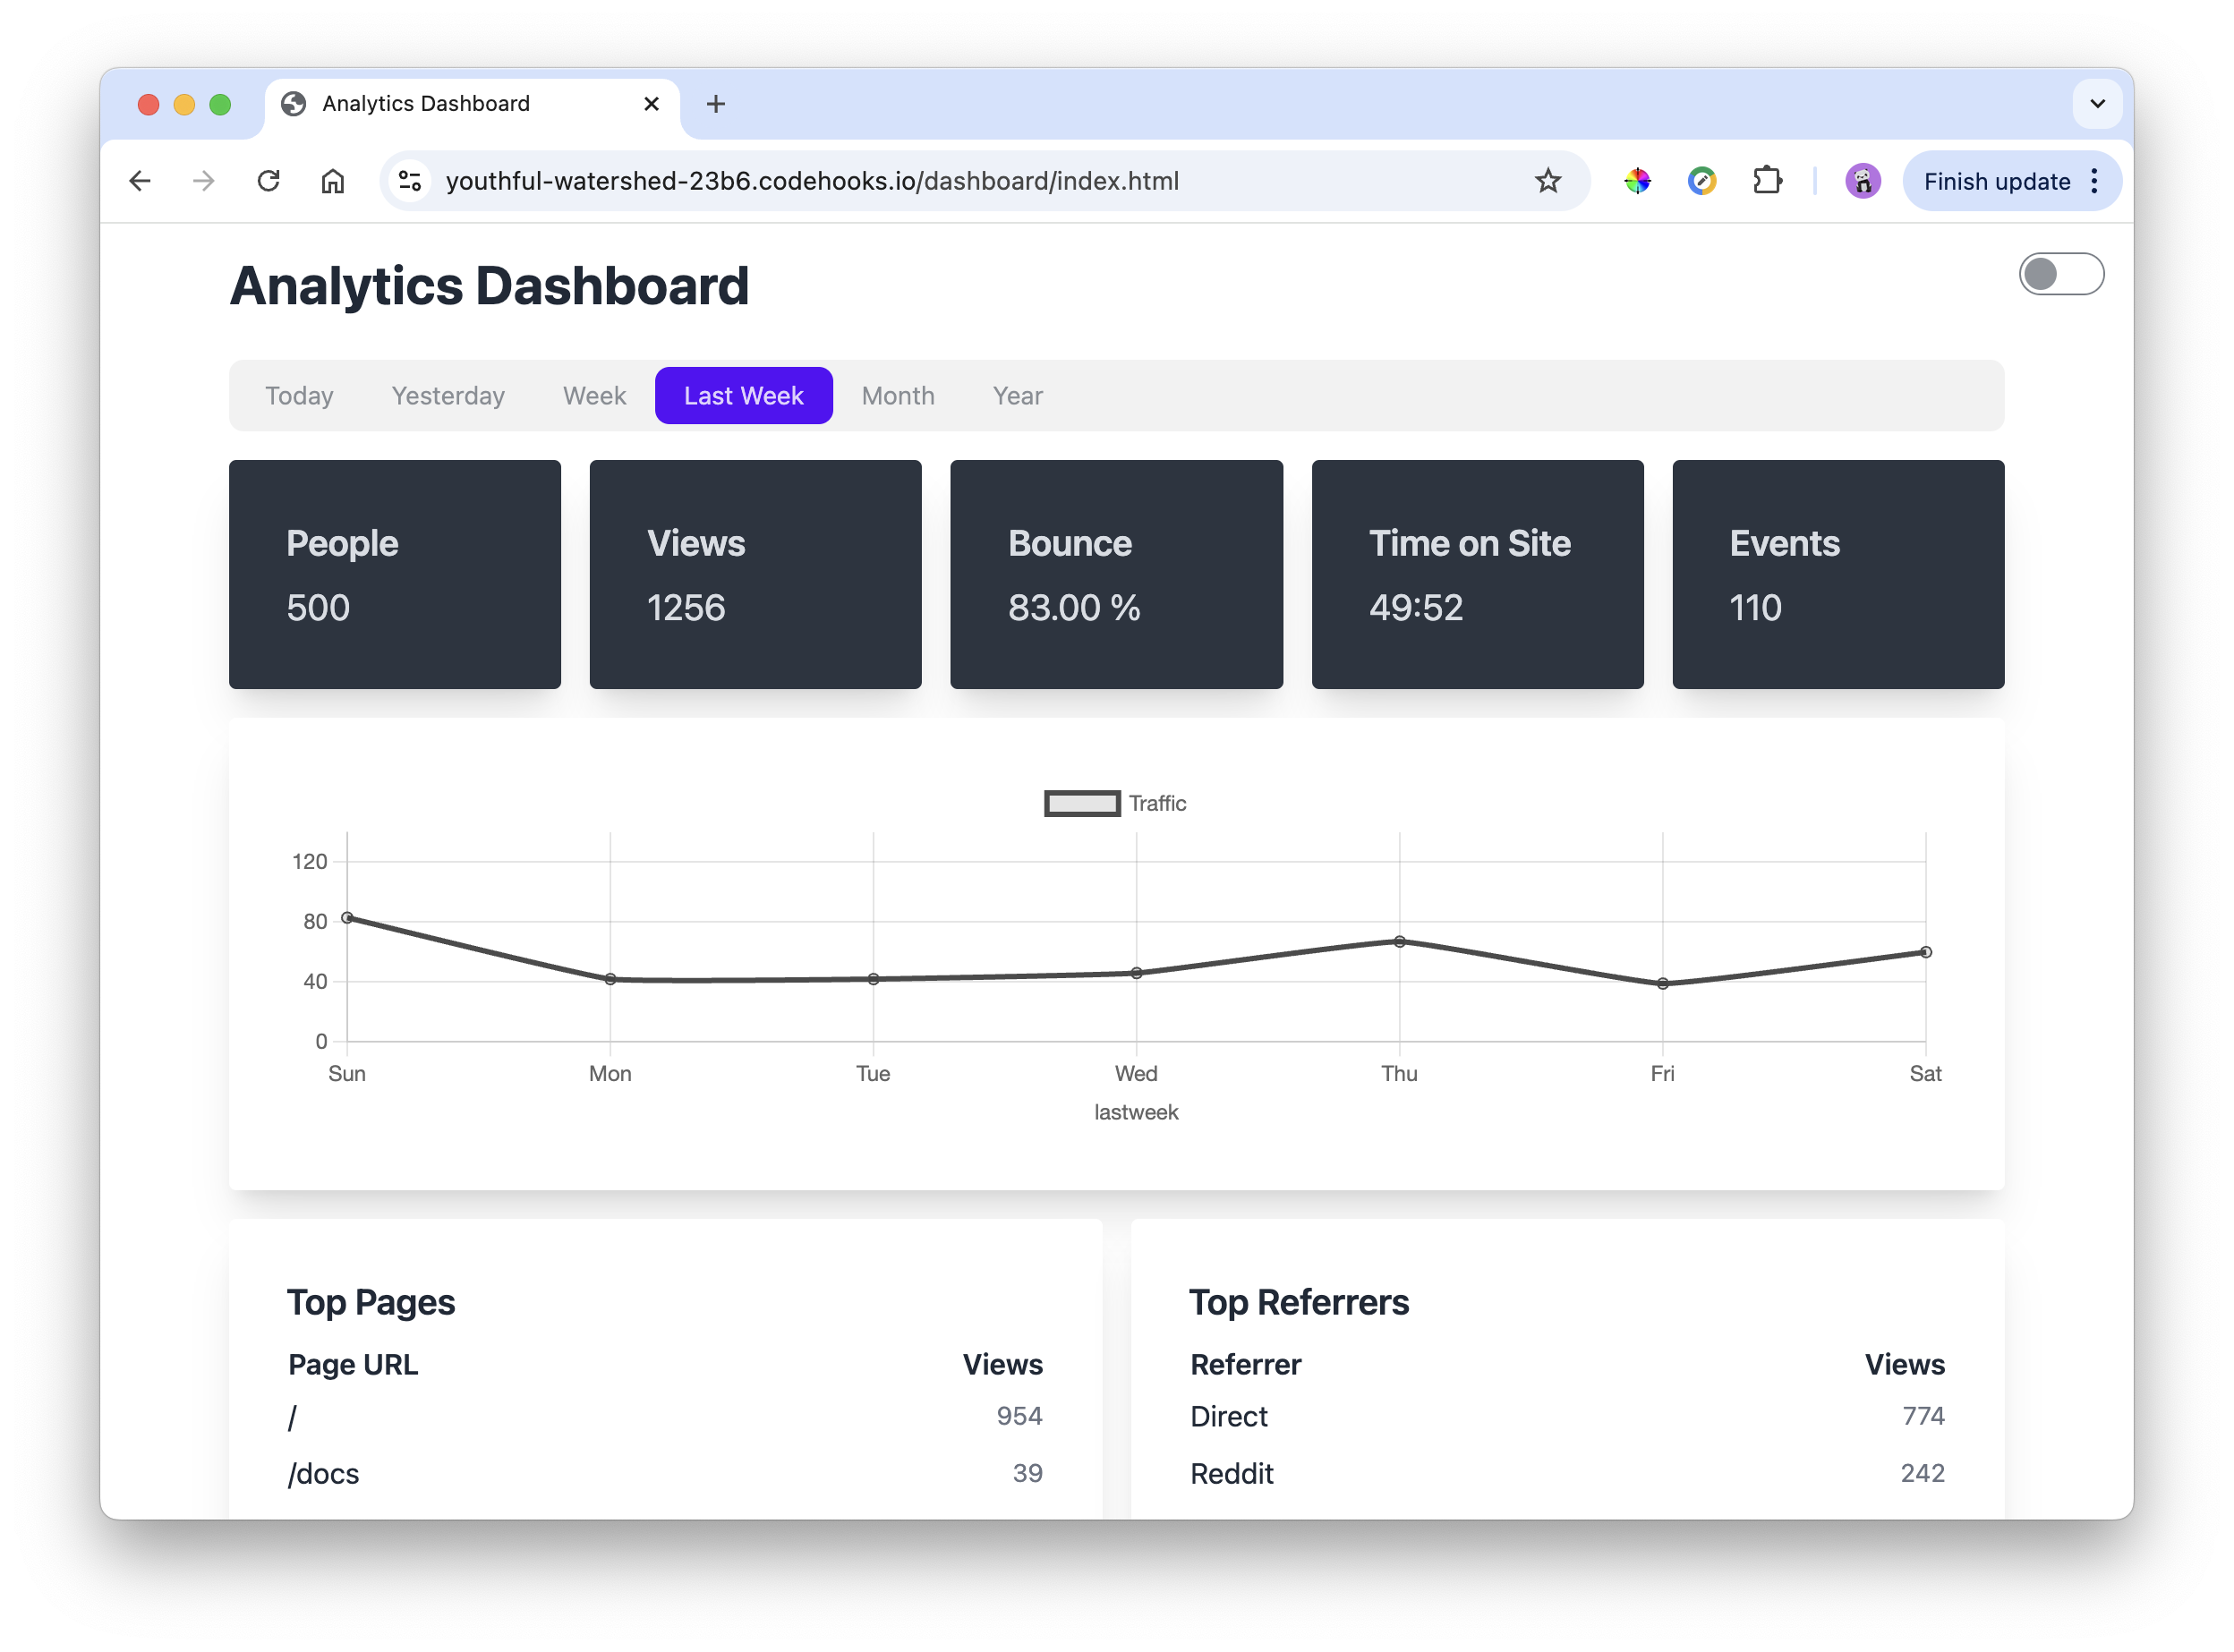 Analytics Dashboard
youthful-watershed-23b6.codehooks.io/dashboard/index.html
Finish update
Analytics Dashboard
Today Yesterday Week Last Week Month Year
People Views Bounce Time on Site Events
500 1256 83.00 % 49:52 110
Traffic
120
80
40
0
Sun Mon Tue Wed Thu Fri Sat
lastweek
Top Pages
Page URL Views
/ 954
/docs 39
Top Referrers
Referrer Views
Direct 774
Reddit 242